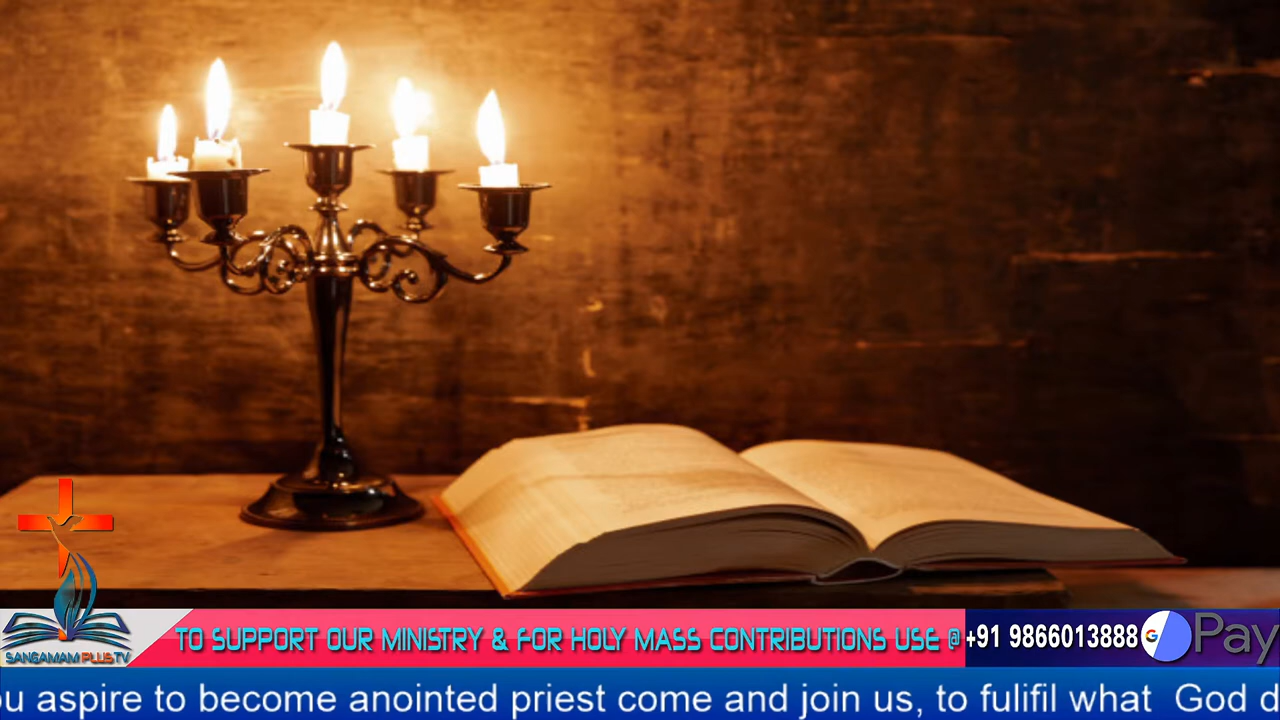 TO SUPPORT OUR MINISTRY & FOR HOLY MASS CONTRIBUTIONS USE @ +91 9866013888 G Pay
SANGAMAM PLUS TV
ou aspire to become anointed priest come and join us, to fulifil what God d